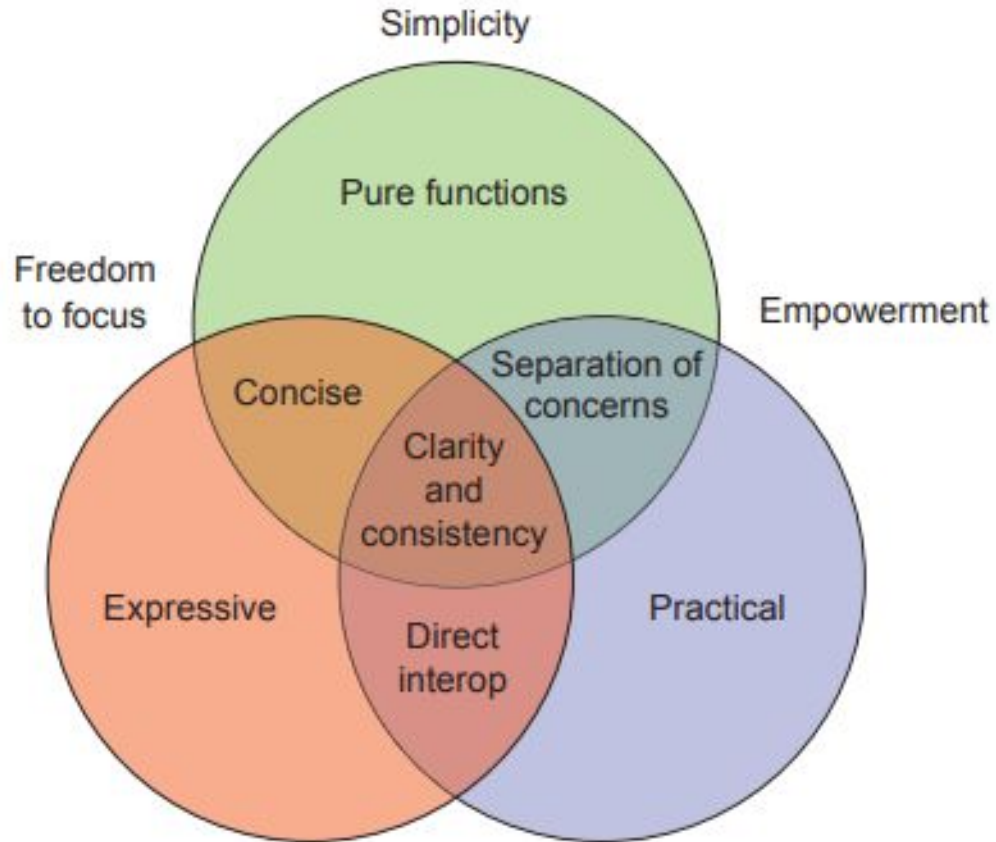 Simplicity
Pure functions
Freedom
to focus
Empowerment
Separation of
concerns
Concise
Clarity
and
consistency
Expressive
Practical
Direct
interop